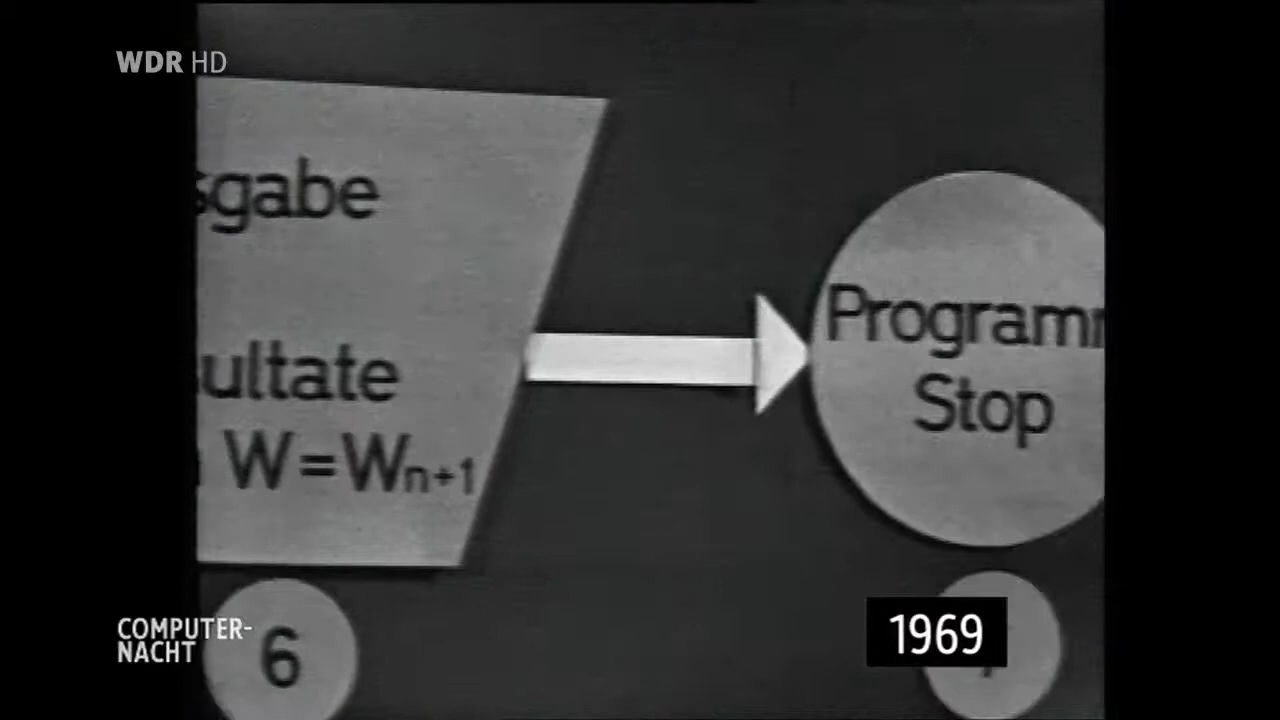 WDR HD
sgabe
ultate
W=Wn+1
Programm
Stop
6
COMPUTER-
NACHT
1969